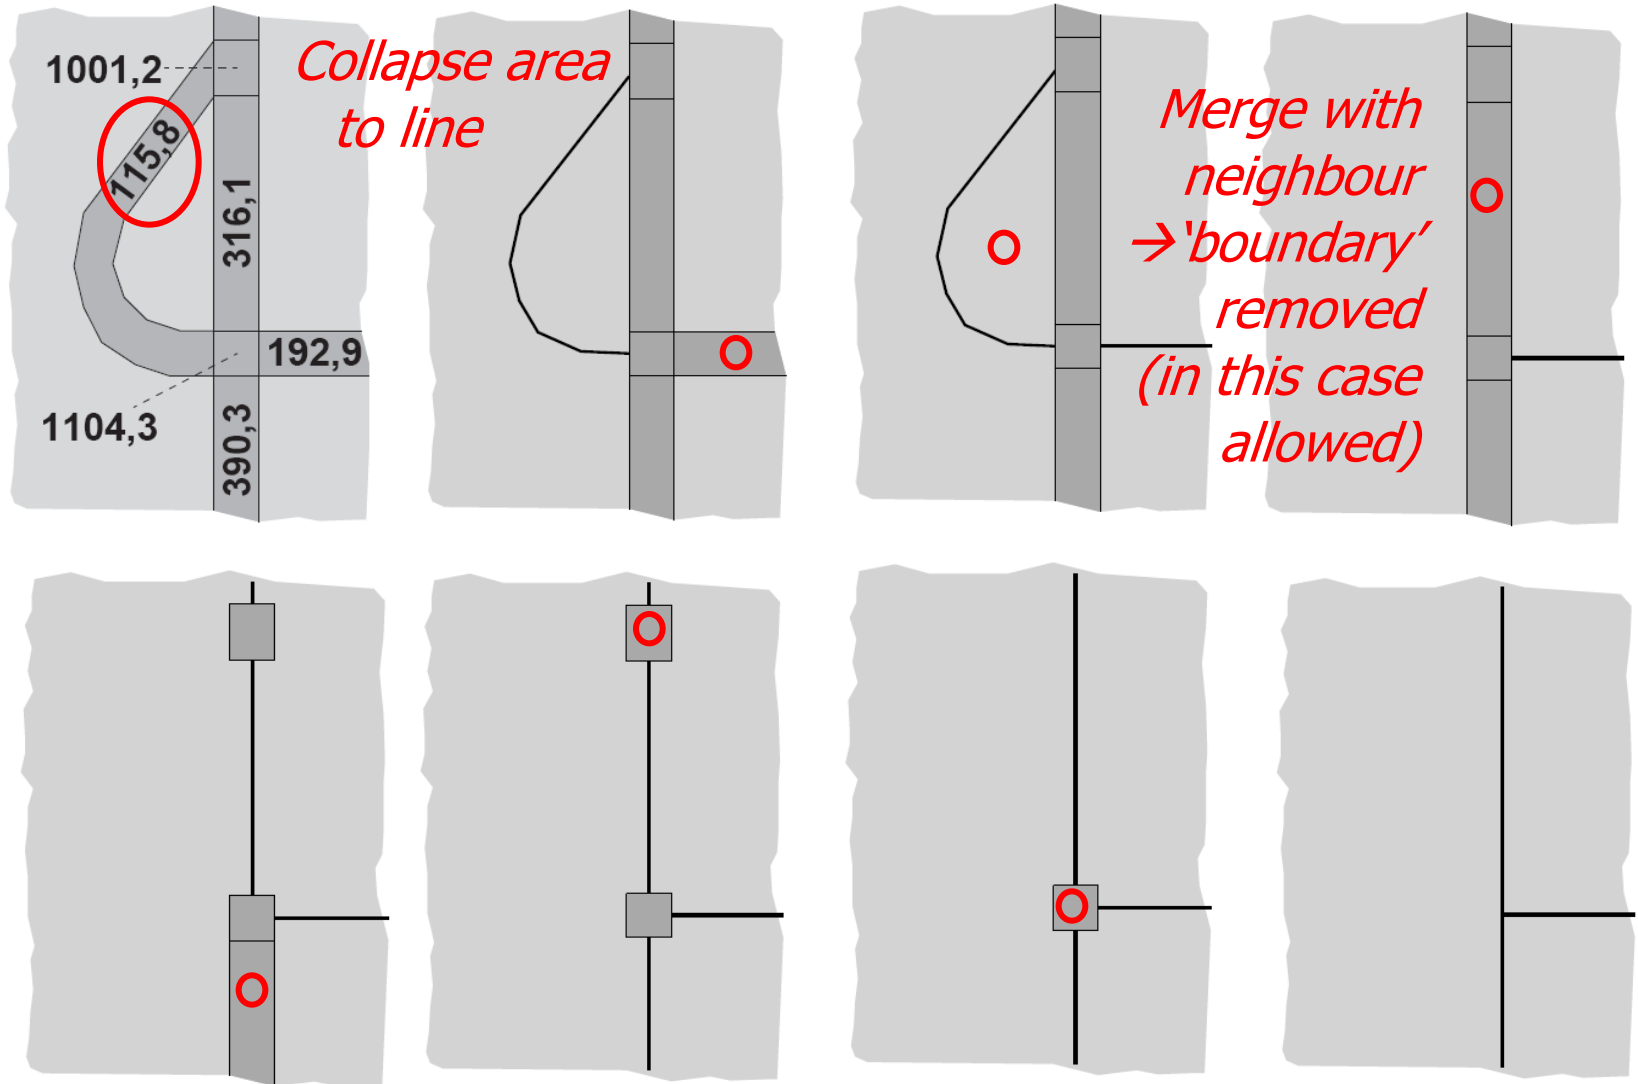 1001,2
115,8
316,1
192,9
1104,3
390,3
Collapse area
to line
Merge with
neighbour
→‘boundary’
removed
(in this case
allowed)